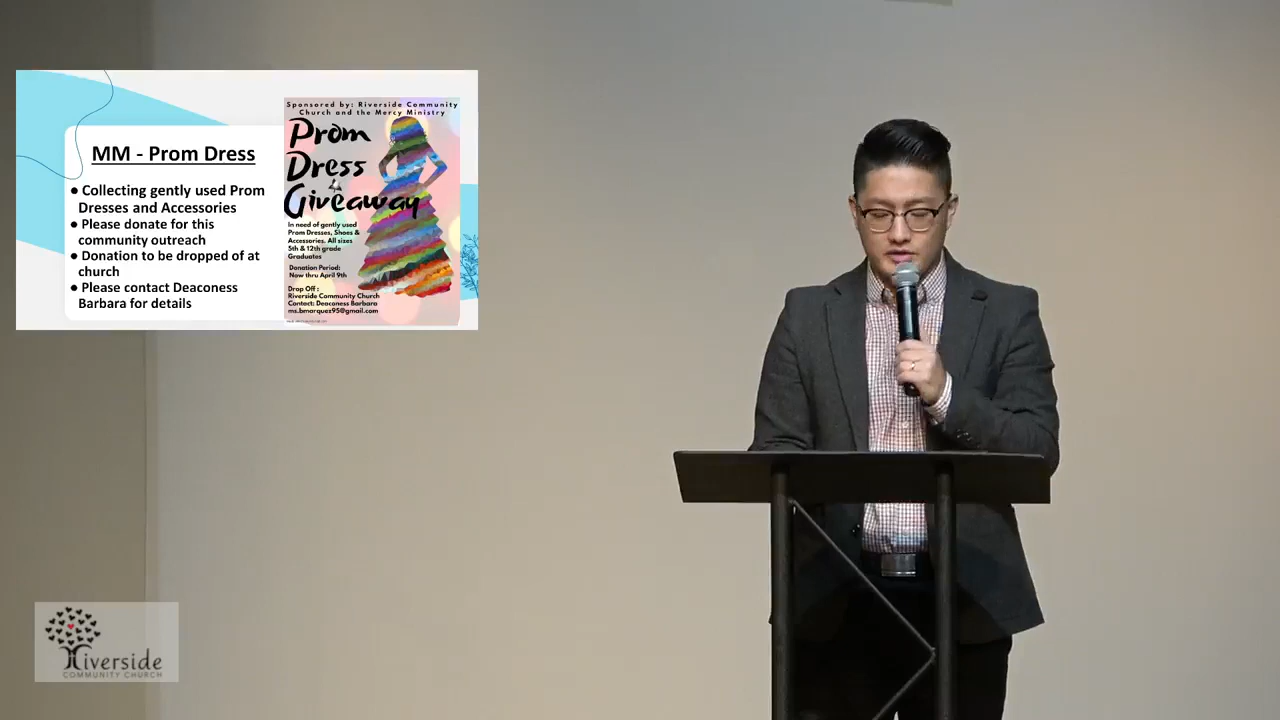 MM - Prom Dress
● Collecting gently used Prom
Dresses and Accessories
● Please donate for this
community outreach
● Donation to be dropped of at
church
● Please contact Deaconess
Barbara for details
Sponsored by: Riverside Community
Church and the Mercy Ministry
Prom
Dress
Giveaway
In need of gently used
Prom Dresses, Shoes &
Accessories. All sizes
5th & 12th grade
Graduates
Donation Period:
Now thru April 9th
Drop Off :
Riverside Community Church
Contact: Deaconess Barbara
ms.bmarquez95@gmail.com
Riverside
COMMUNITY CHURCH